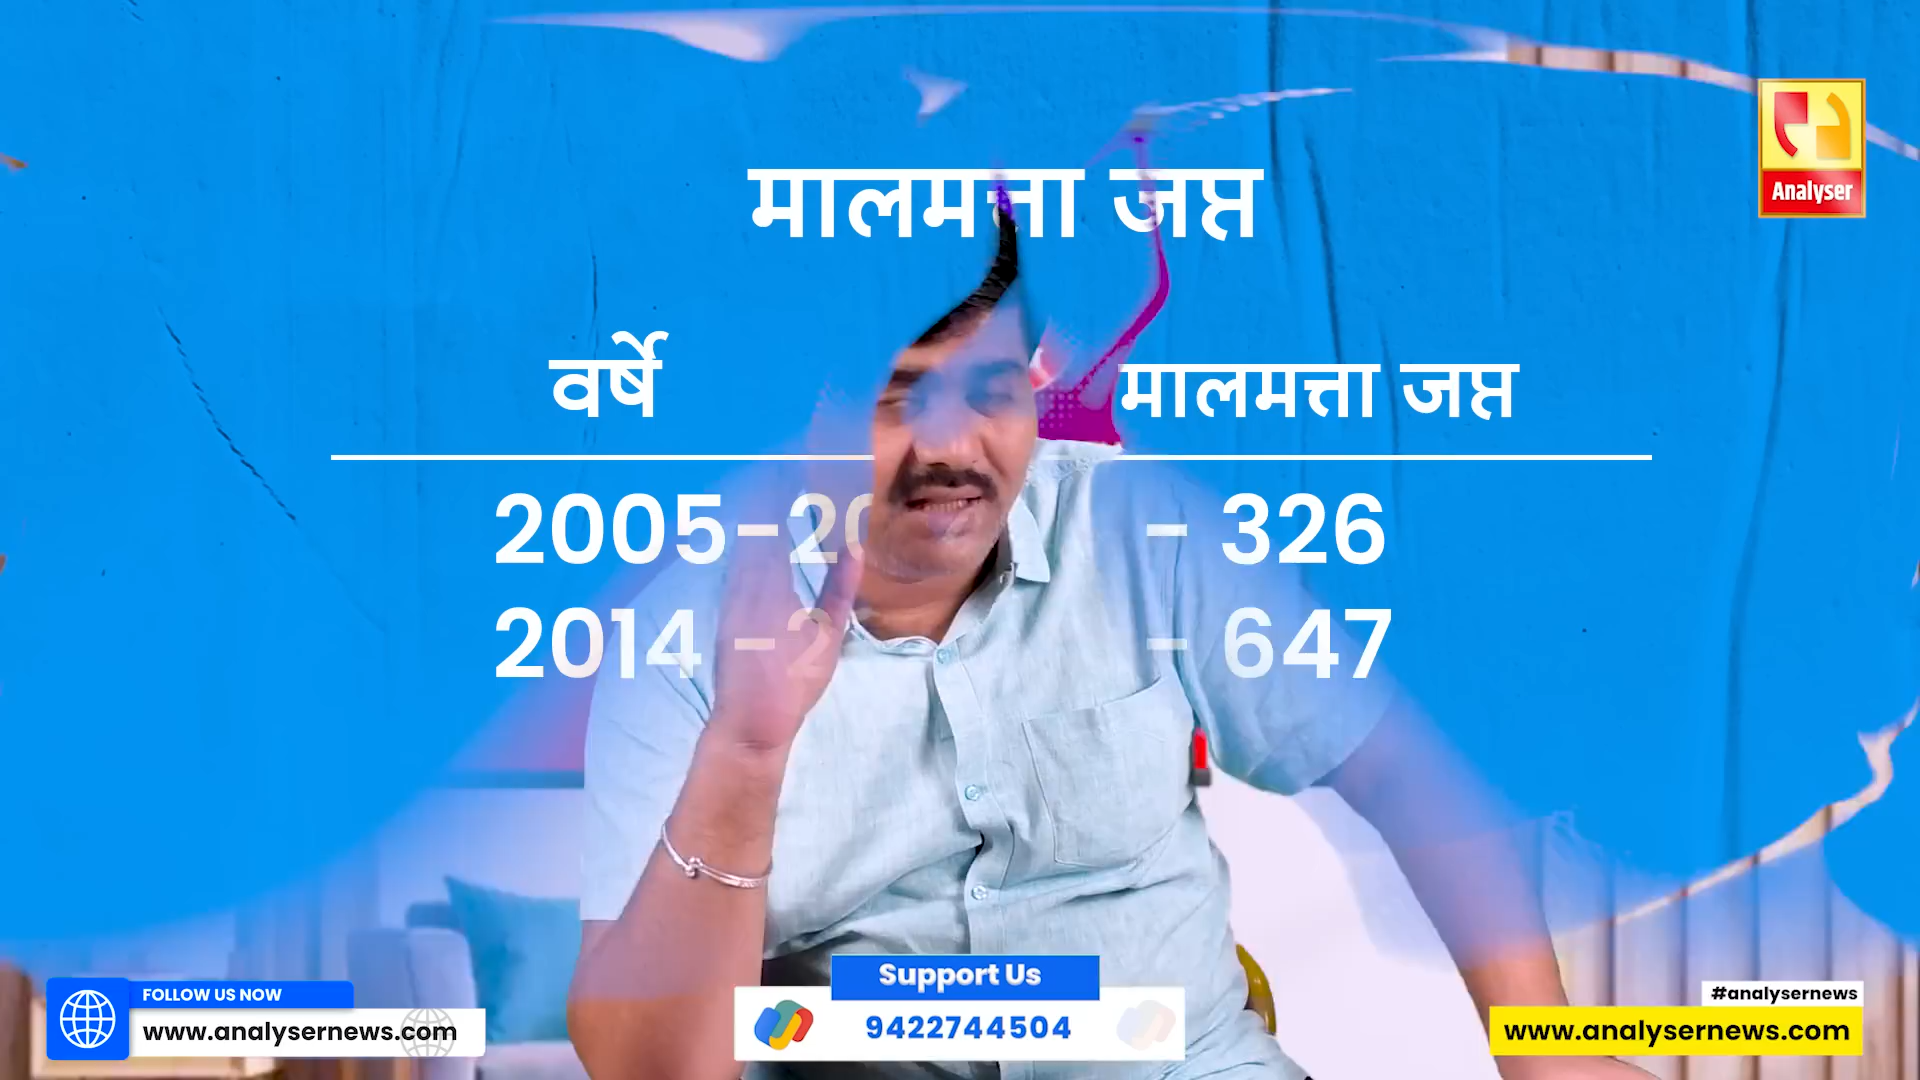 मालमत्ता जप्त
Analyser
वर्षे मालमत्ता जप्त
2005-20 - 326
2014 -2 - 647
Support Us
9422744504
FOLLOW US NOW
www.analysernews.com
#analysernews
www.analysernews.com